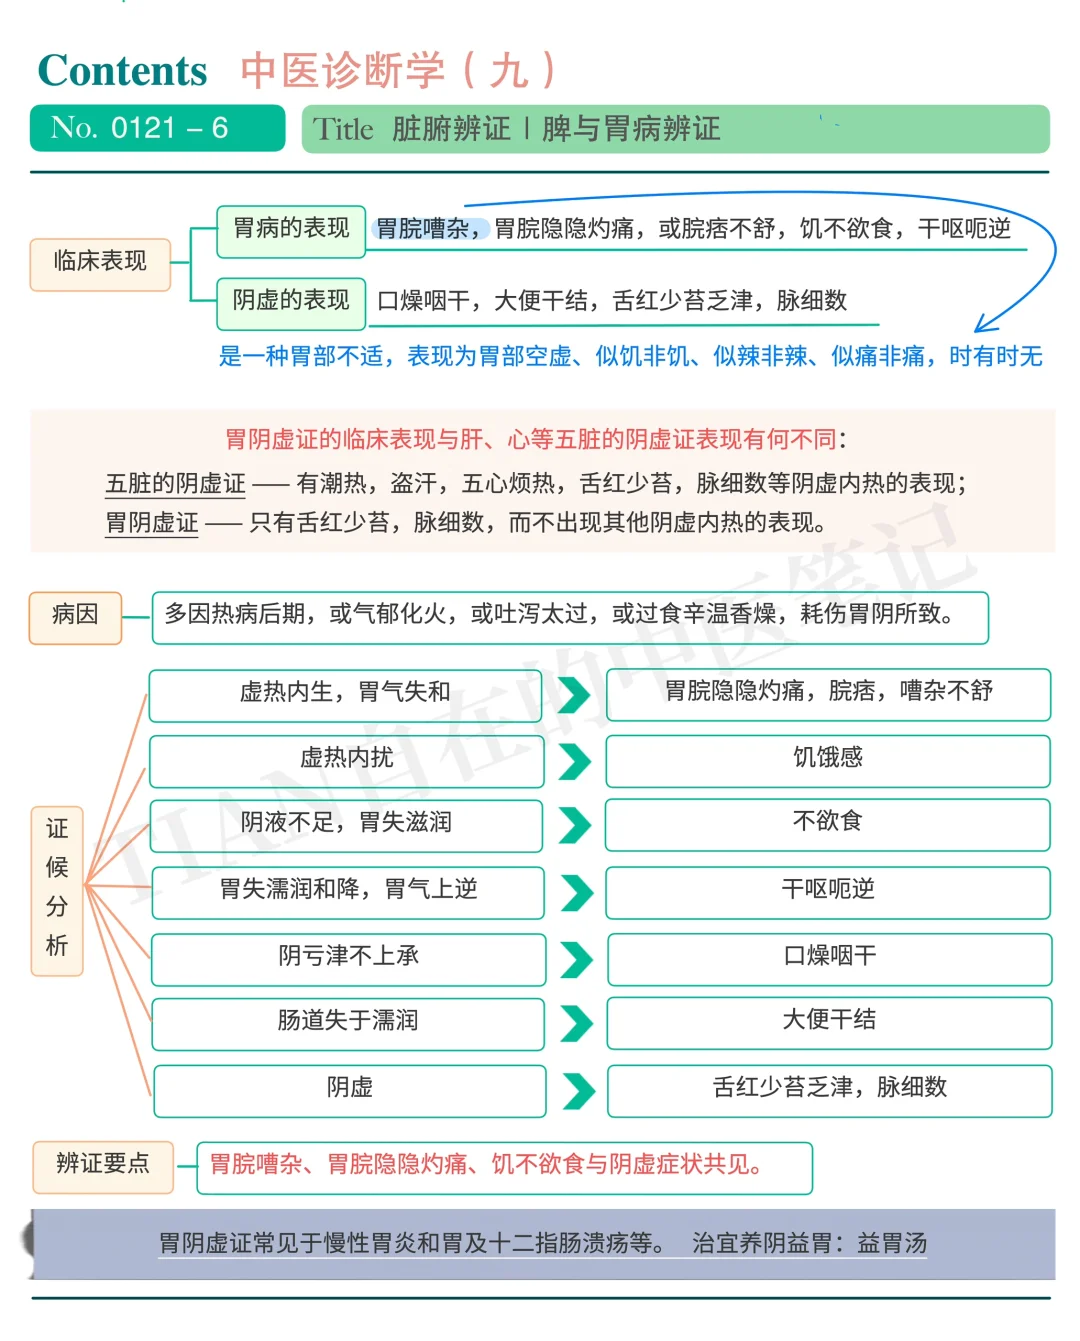 Contents 中医诊断学（九）
No. 0121 – 6 Title 脏腑辨证 | 脾与胃病辨证
临床表现
胃病的表现 胃脘嘈杂，胃脘隐隐灼痛，或脘痞不舒，饥不欲食，干呕呃逆
阴虚的表现 口燥咽干，大便干结，舌红少苔乏津，脉细数
是一种胃部不适，表现为胃部空虚、似饥非饥、似辣非辣、似痛非痛，时有时无
胃阴虚证的临床表现与肝、心等五脏的阴虚证表现有何不同：
五脏的阴虚证 —— 有潮热，盗汗，五心烦热，舌红少苔，脉细数等阴虚内热的表现；
胃阴虚证 —— 只有舌红少苔，脉细数，而不出现其他阴虚内热的表现。
病因 多因热病后期，或气郁化火，或吐泻太过，或过食辛温香燥，耗伤胃阴所致。
证候分析
虚热内生，胃气失和 胃脘隐隐灼痛，脘痞，嘈杂不舒
虚热内扰 饥饿感
阴液不足，胃失滋润 不欲食
胃失濡润和降，胃气上逆 干呕呃逆
阴亏津不上承 口燥咽干
肠道失于濡润 大便干结
阴虚 舌红少苔乏津，脉细数
辨证要点 胃脘嘈杂、胃脘隐隐灼痛、饥不欲食与阴虚症状共见。
胃阴虚证常见于慢性胃炎和胃及十二指肠溃疡等。 治宜养阴益胃：益胃汤
TIAN自在的中医笔记